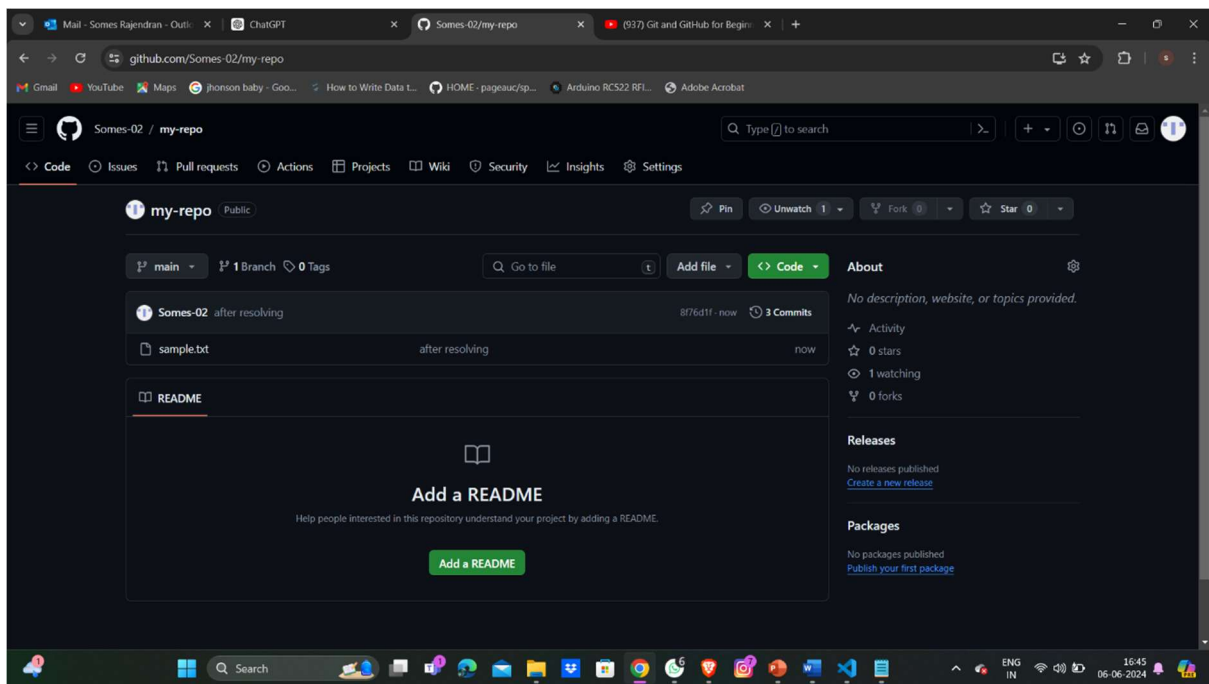 Mail - Somes Rajendran - Outlo
ChatGPT
Somes-02/my-repo
(937) Git and GitHub for Beginn
github.com/Somes-02/my-repo
Gmail YouTube Maps jhonson baby - Goo... How to Write Data t... HOME - pageauc/sp... Arduino RC522 RFI... Adobe Acrobat
Somes-02 / my-repo
Type / to search
Code Issues Pull requests Actions Projects Wiki Security Insights Settings
my-repo Public
Pin Unwatch 1 Fork 0 Star 0
main 1 Branch 0 Tags Go to file t Add file Code
About
No description, website, or topics provided.
Somes-02 after resolving 8f76d1f · now 3 Commits
sample.txt after resolving now
Activity
0 stars
1 watching
0 forks
README
Add a README
Help people interested in this repository understand your project by adding a README.
Add a README
Releases
No releases published
Create a new release
Packages
No packages published
Publish your first package
Search
ENG
IN
16:45
06-06-2024